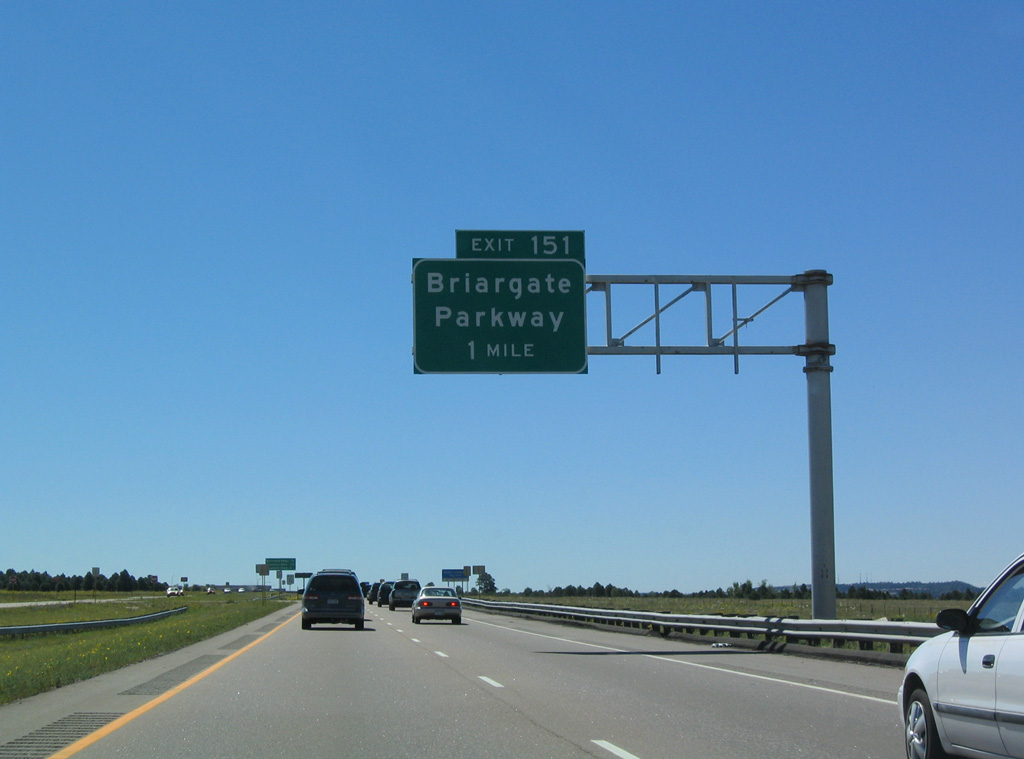 EXIT 151
Briargate
Parkway
1 MILE